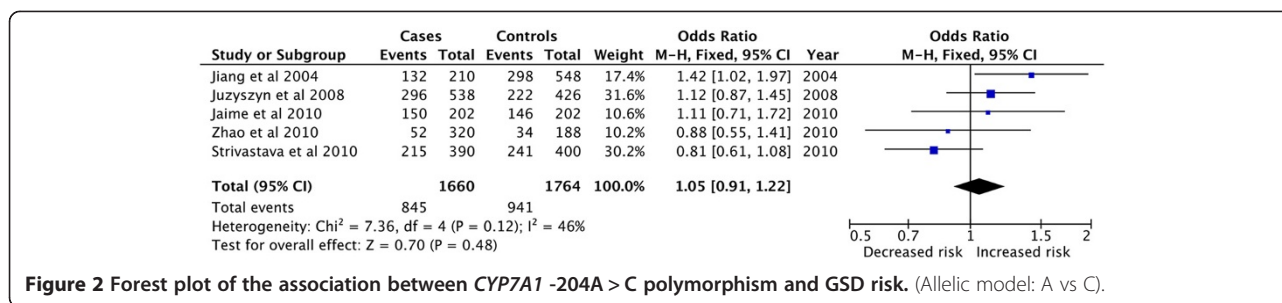 Cases Controls Odds Ratio Odds Ratio
Study or Subgroup Events Total Events Total Weight M-H, Fixed, 95% CI Year M-H, Fixed, 95% CI
Jiang et al 2004 132 210 298 548 17.4% 1.42 [1.02, 1.97] 2004
Juzyszyn et al 2008 296 538 222 426 31.6% 1.12 [0.87, 1.45] 2008
Jaime et al 2010 150 202 146 202 10.6% 1.11 [0.71, 1.72] 2010
Zhao et al 2010 52 320 34 188 10.2% 0.88 [0.55, 1.41] 2010
Strivastava et al 2010 215 390 241 400 30.2% 0.81 [0.61, 1.08] 2010
Total (95% CI) 1660 1764 100.0% 1.05 [0.91, 1.22]
Total events 845 941
Heterogeneity: Chi² = 7.36, df = 4 (P = 0.12); I² = 46%
Test for overall effect: Z = 0.70 (P = 0.48)
0.5 0.7 1 1.5 2
Decreased risk Increased risk
Figure 2 Forest plot of the association between CYP7A1 -204A > C polymorphism and GSD risk. (Allelic model: A vs C).